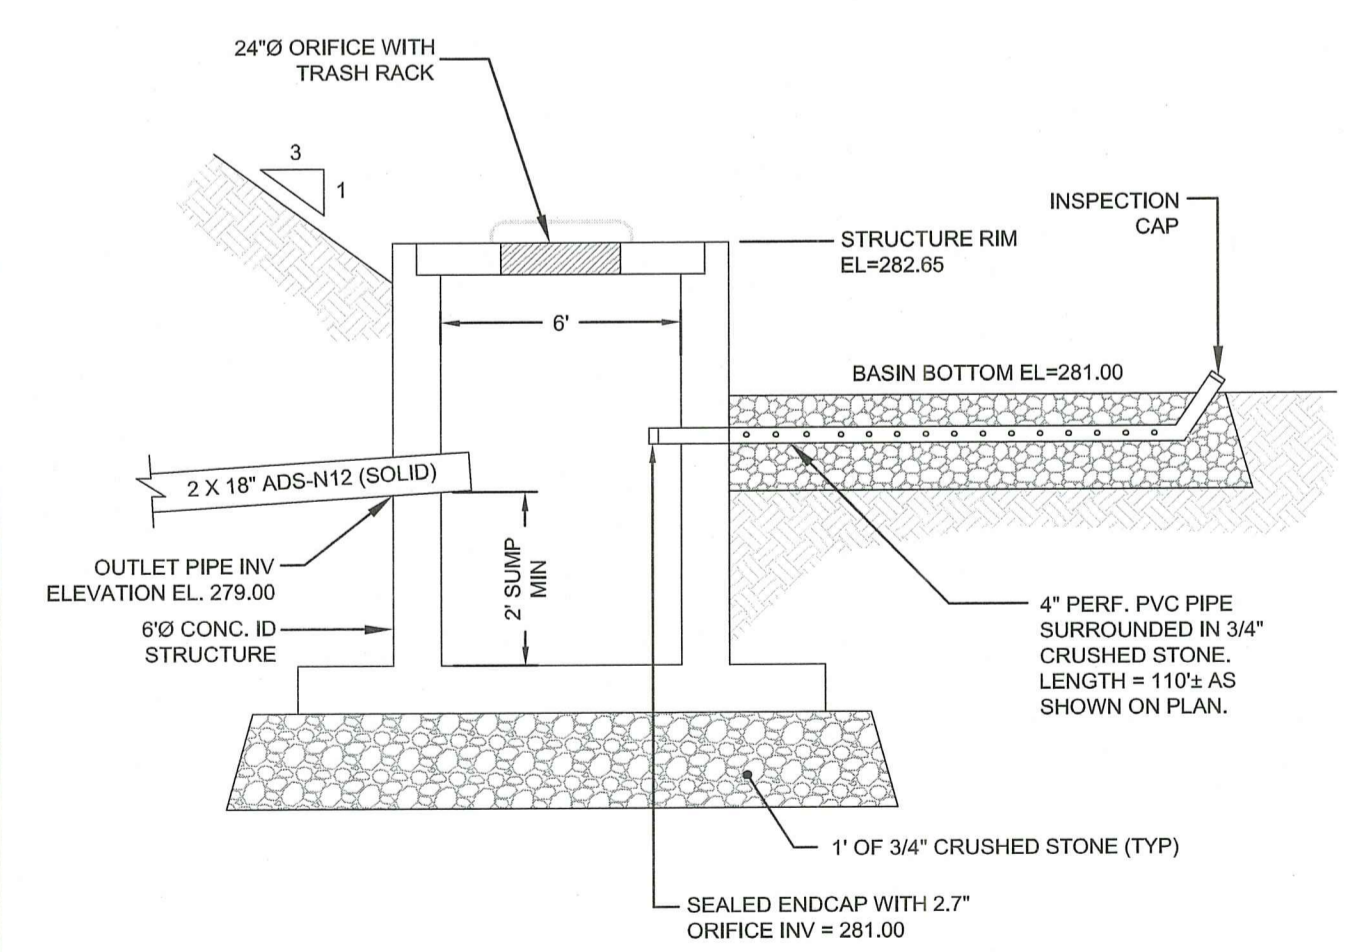 24"Ø ORIFICE WITH
TRASH RACK
3
1
INSPECTION
CAP
STRUCTURE RIM
EL=282.65
6'
BASIN BOTTOM EL=281.00
2 X 18" ADS-N12 (SOLID)
OUTLET PIPE INV
ELEVATION EL. 279.00
2' SUMP
MIN
6'Ø CONC. ID
STRUCTURE
4" PERF. PVC PIPE
SURROUNDED IN 3/4"
CRUSHED STONE.
LENGTH = 110'± AS
SHOWN ON PLAN.
1' OF 3/4" CRUSHED STONE (TYP)
SEALED ENDCAP WITH 2.7"
ORIFICE INV = 281.00